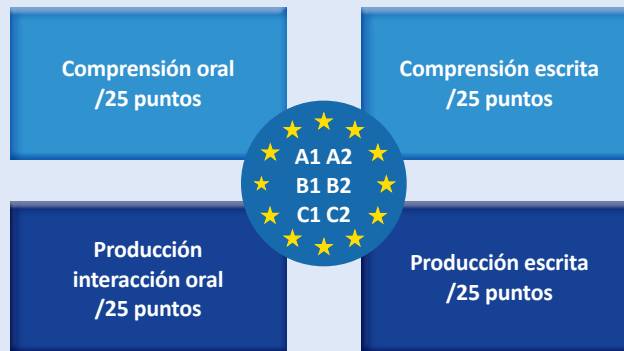 Comprensión oral
/25 puntos
Comprensión escrita
/25 puntos
A1 A2
B1 B2
C1 C2
Producción
interacción oral
/25 puntos
Producción escrita
/25 puntos